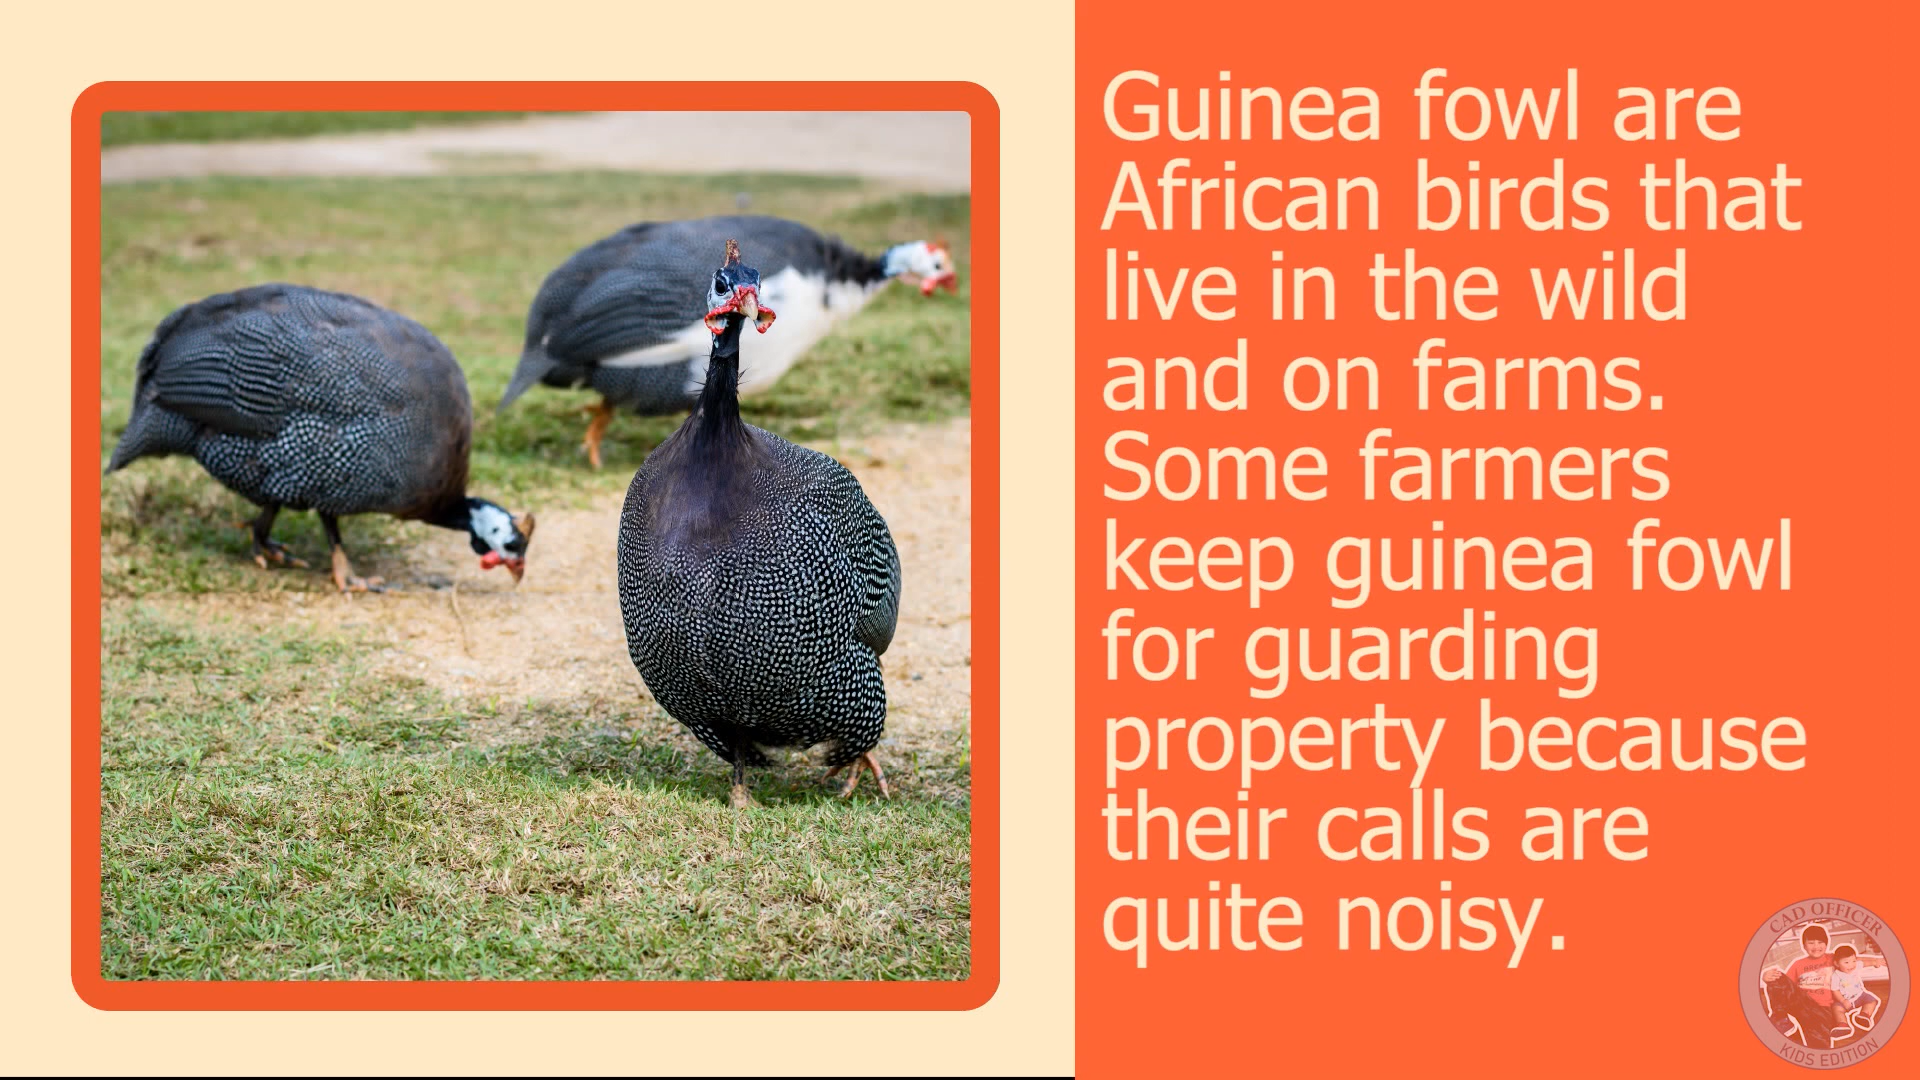 Guinea fowl are
African birds that
live in the wild
and on farms.
Some farmers
keep guinea fowl
for guarding
property because
their calls are
quite noisy.
CAD OFFICER
KIDS EDITION